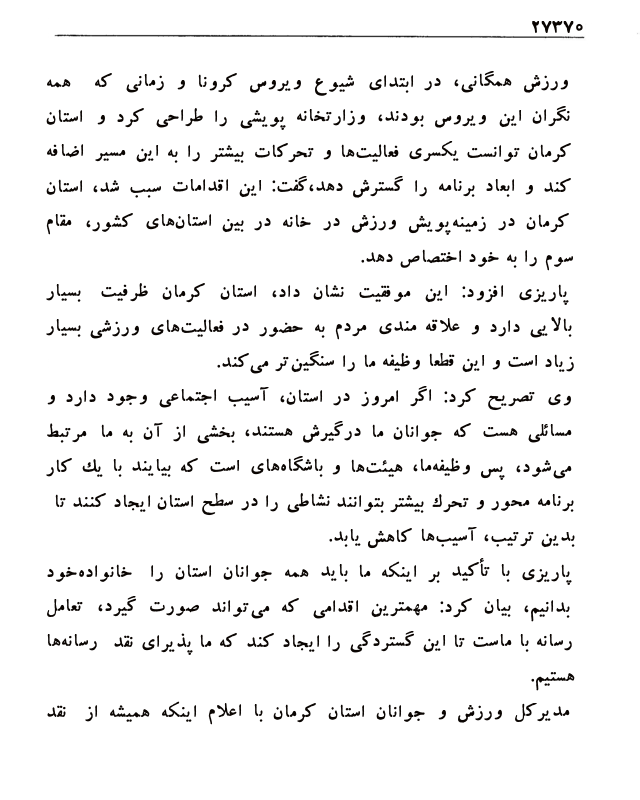 ۲۷۳۷۰
ورزش همگانی، در ابتدای شیوع ویروس کرونا و زمانی که همه
نگران این ویروس بودند، وزارتخانه پویشی را طراحی کرد و استان
کرمان توانست یکسری فعالیت‌ها و تحرکات بیشتر را به این مسیر اضافه
کند و ابعاد برنامه را گسترش دهد،گفت: این اقدامات سبب شد، استان
کرمان در زمینه‌پویش ورزش در خانه در بین استان‌های کشور، مقام
سوم را به خود اختصاص دهد.
پاریزی افزود: این موفقیت نشان داد، استان کرمان ظرفیت بسیار
بالایی دارد و علاقه مندی مردم به حضور در فعالیت‌های ورزشی بسیار
زیاد است و این قطعا وظیفه ما را سنگین‌تر می‌کند.
وی تصریح کرد: اگر امروز در استان، آسیب اجتماعی وجود دارد و
مسائلی هست که جوانان ما درگیرش هستند، بخشی از آن به ما مرتبط
می‌شود، پس وظیفه‌ما، هیئت‌ها و باشگاه‌های است که بیایند با یك کار
برنامه محور و تحرك بیشتر بتوانند نشاطی را در سطح استان ایجاد کنند تا
بدین ترتیب، آسیب‌ها کاهش یابد.
پاریزی با تأکید بر اینکه ما باید همه جوانان استان را خانواده‌خود
بدانیم، بیان کرد: مهمترین اقدامی که می‌تواند صورت گیرد، تعامل
رسانه با ماست تا این گستردگی را ایجاد کند که ما پذیرای نقد رسانه‌ها
هستیم.
مدیرکل ورزش و جوانان استان کرمان با اعلام اینکه همیشه از نقد